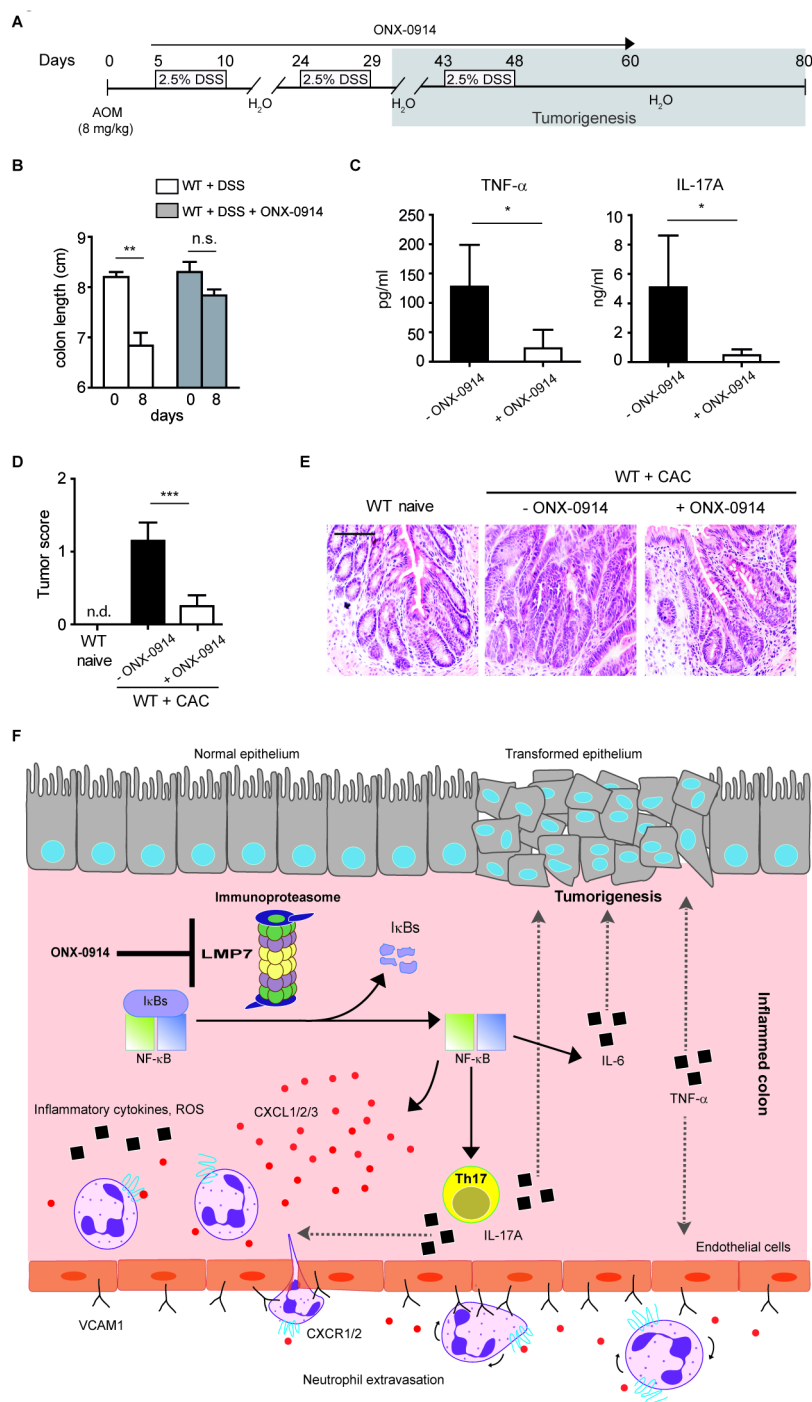 A
ONX-0914
Days 0 5 10 24 29 43 48 60 80
2.5% DSS 2.5% DSS 2.5% DSS
H2O H2O H2O
AOM
(8 mg/kg)
Tumorigenesis
B
WT + DSS
WT + DSS + ONX-0914
** n.s.
colon length (cm)
9
8
7
6
0 8 0 8
days
C
TNF-α
*
pg/ml
250
200
150
100
50
0
- ONX-0914
+ ONX-0914
IL-17A
*
ng/ml
10
8
6
4
2
0
- ONX-0914
+ ONX-0914
D
Tumor score
2
1
0
***
n.d.
WT
naive
- ONX-0914
+ ONX-0914
WT + CAC
E
WT + CAC
WT naive - ONX-0914 + ONX-0914
F
Normal epithelium Transformed epithelium
Tumorigenesis
Immunoproteasome
ONX-0914 LMP7
IκBs
IκBs
NF-κB
NF-κB
IL-6
TNF-α
Inflammed colon
Inflammatory cytokines, ROS
CXCL1/2/3
Th17
IL-17A
Endothelial cells
VCAM1
CXCR1/2
Neutrophil extravasation